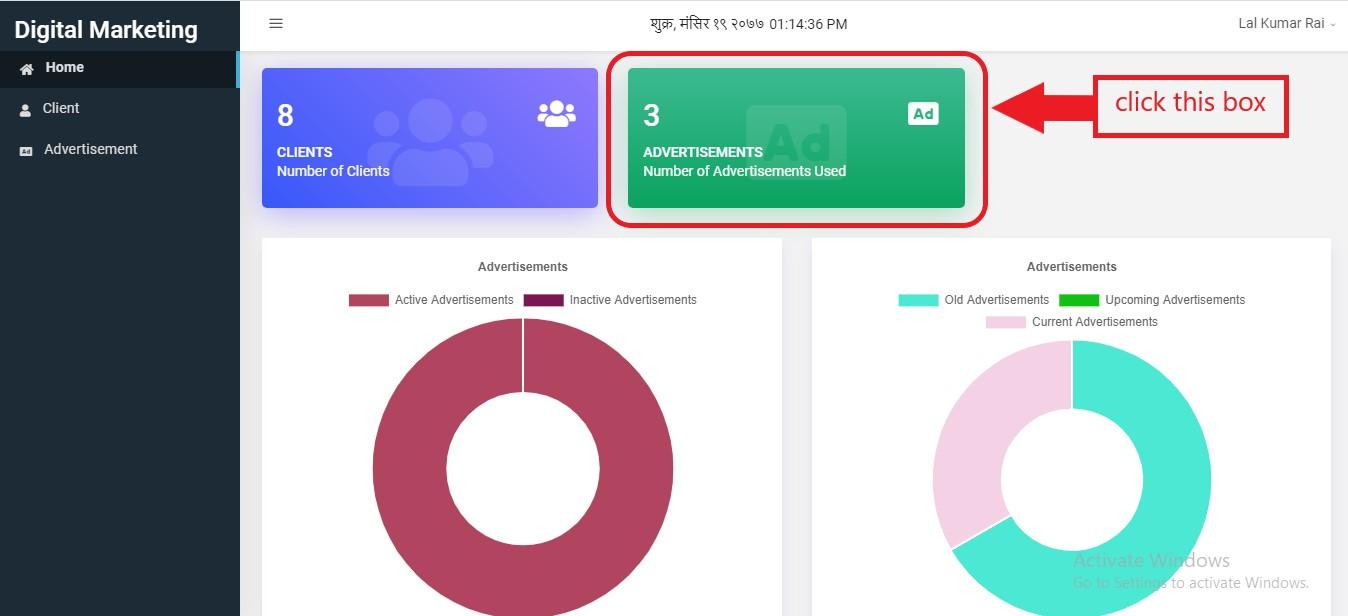 Digital Marketing
शुक्र, मंसिर १९ २०७७ 01:14:36 PM
Lal Kumar Rai
Home
Client
Advertisement
8
CLIENTS
Number of Clients
3
Ad
Ad
ADVERTISEMENTS
Number of Advertisements Used
click this box
Advertisements
Active Advertisements Inactive Advertisements
Advertisements
Old Advertisements Upcoming Advertisements
Current Advertisements
Activate Windows
Go to Settings to activate Windows.